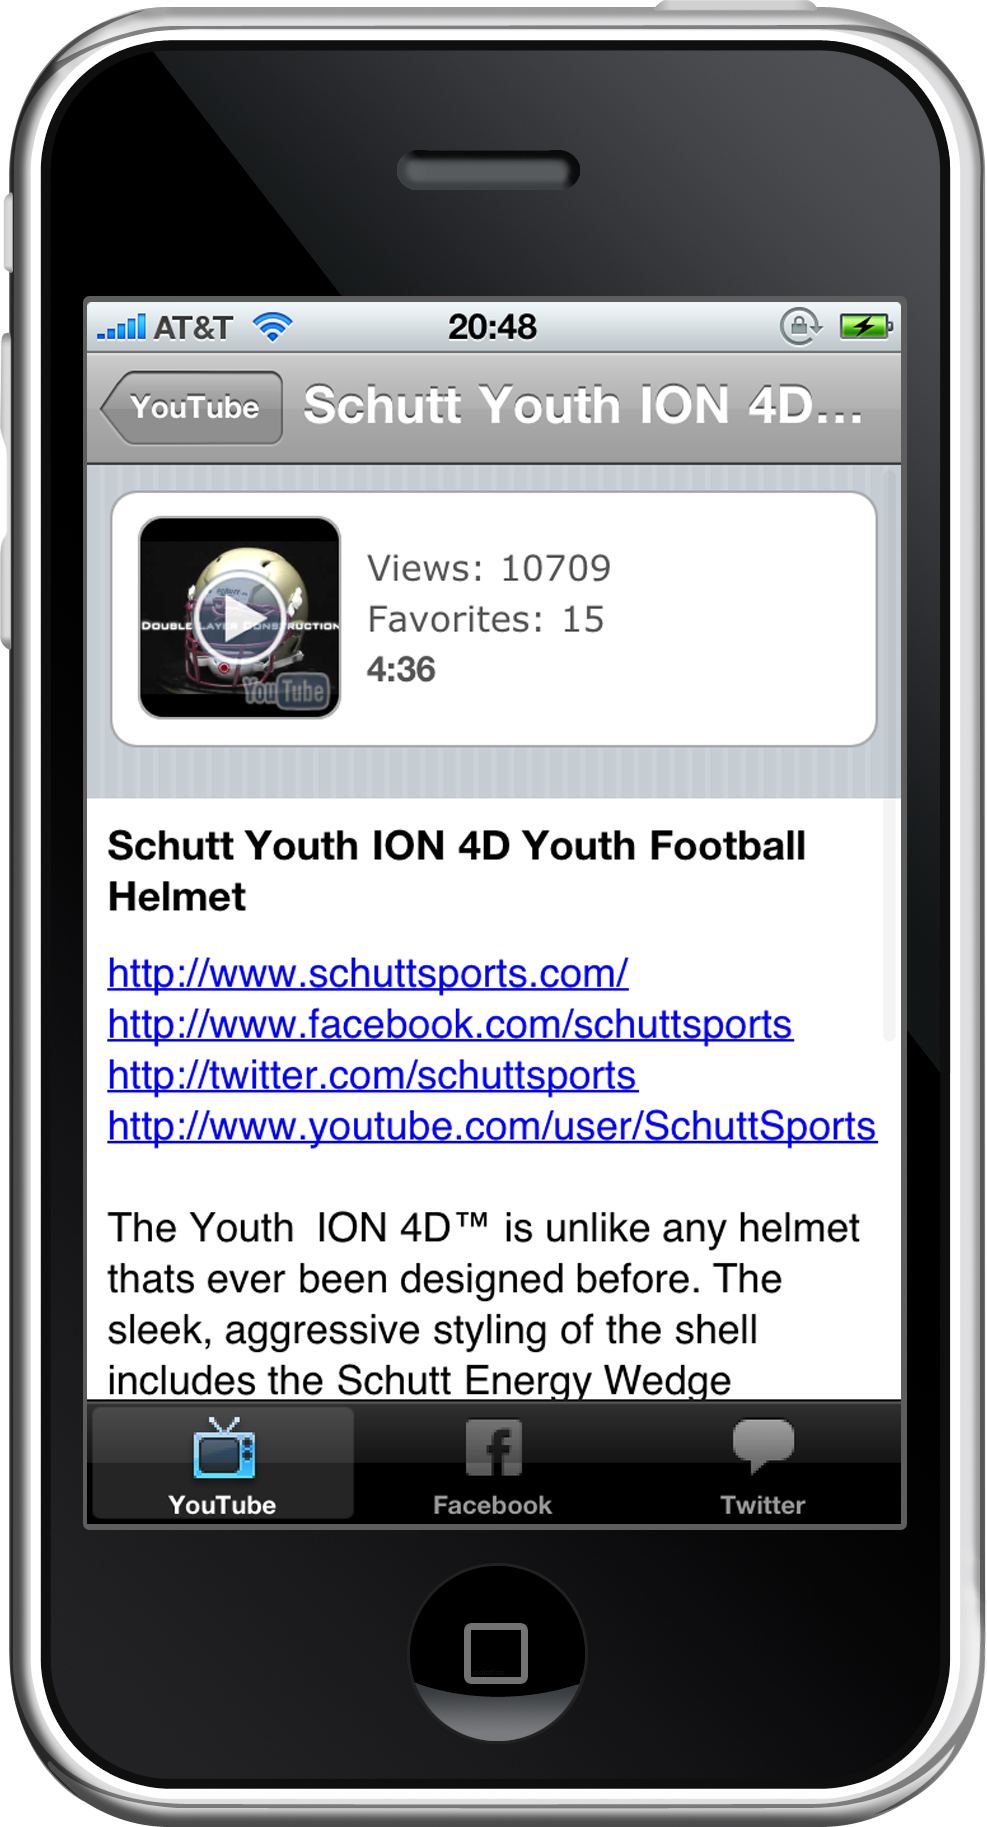 AT&T 20:48
YouTube Schutt Youth ION 4D...
Views: 10709
Favorites: 15
4:36
DOUBLE LAYER CONSTRUCTION
YouTube
Schutt Youth ION 4D Youth Football
Helmet
http://www.schuttsports.com/
http://www.facebook.com/schuttsports
http://twitter.com/schuttsports
http://www.youtube.com/user/SchuttSports
The Youth  ION 4D™ is unlike any helmet
thats ever been designed before. The
sleek, aggressive styling of the shell
includes the Schutt Energy Wedge
YouTube Facebook Twitter